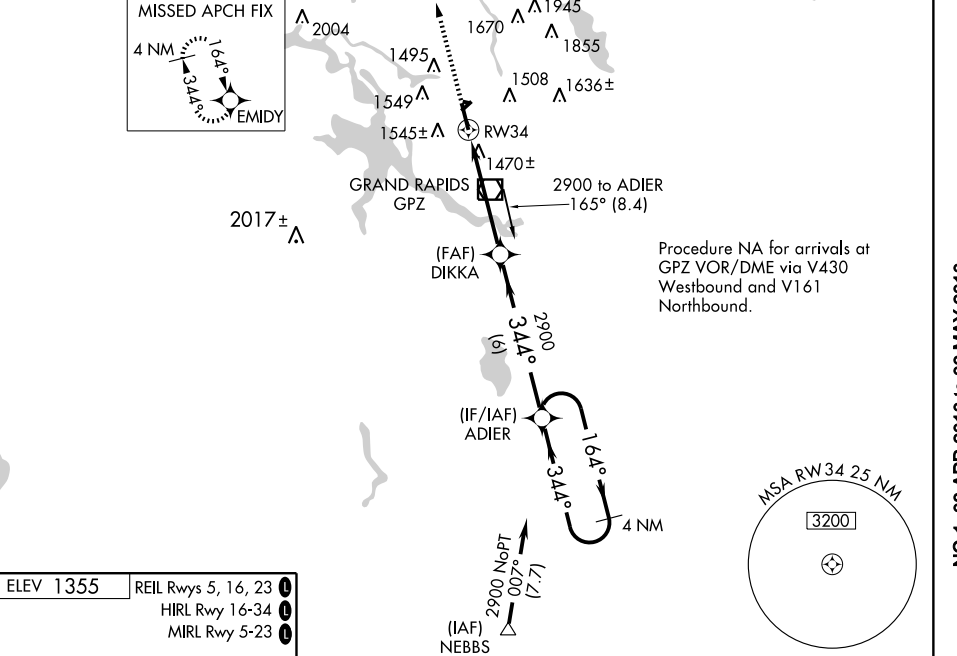 MISSED APCH FIX
4 NM
164°
344°
EMIDY
2004
1670
1945
1855
1495
1508
1636±
1549
1545±
RW34
1470±
GRAND RAPIDS
GPZ
2900 to ADIER
165° (8.4)
2017±
(FAF)
DIKKA
Procedure NA for arrivals at
GPZ VOR/DME via V430
Westbound and V161
Northbound.
2900
344°
(6)
(IF/IAF)
ADIER
164°
344°
4 NM
MSA RW34 25 NM
3200
2900 NoPT
007°
(7.7)
(IAF)
NEBBS
ELEV 1355
REIL Rwys 5, 16, 23 L
HIRL Rwy 16-34 L
MIRL Rwy 5-23 L